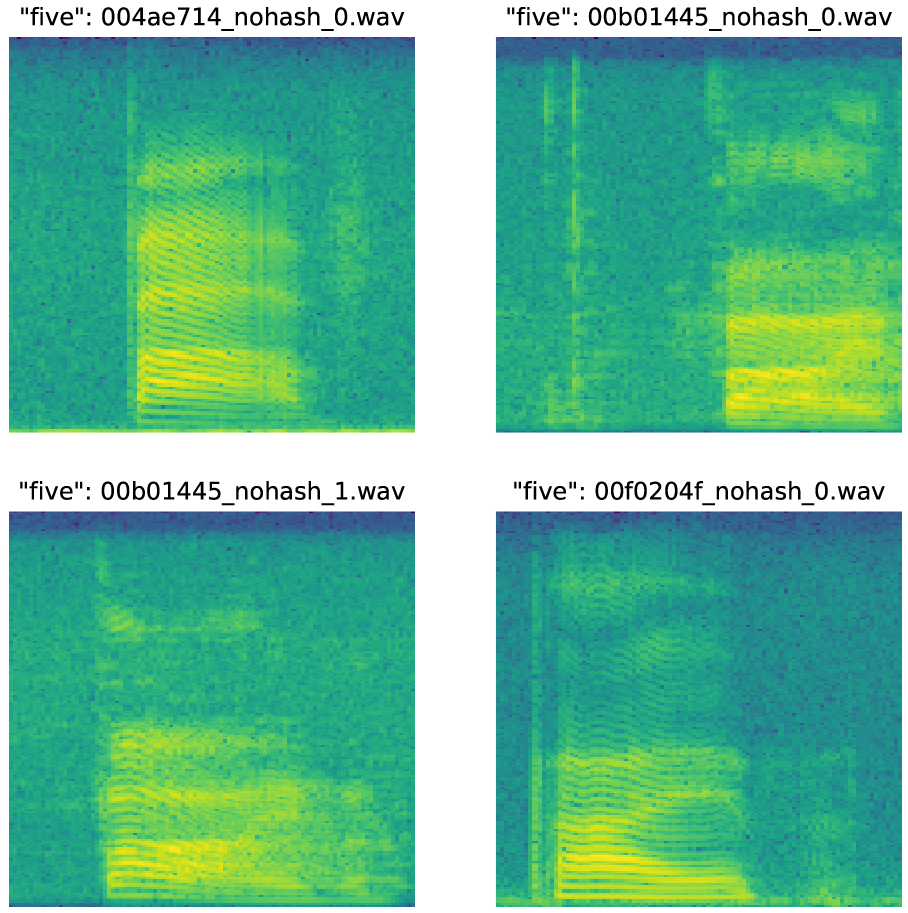 "five": 004ae714_nohash_0.wav
"five": 00b01445_nohash_0.wav
"five": 00b01445_nohash_1.wav
"five": 00f0204f_nohash_0.wav